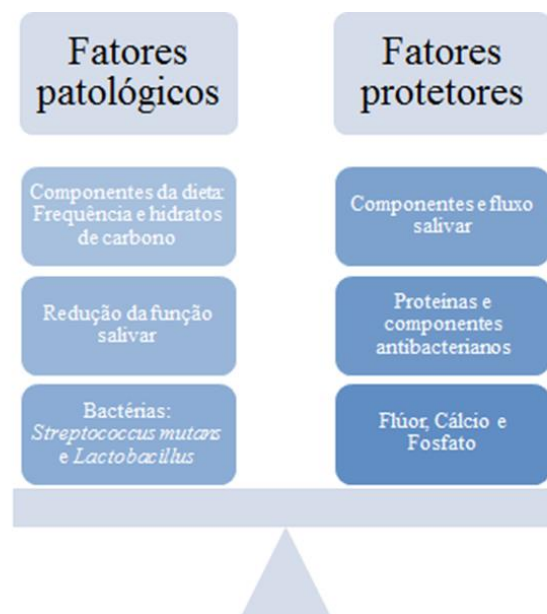 Fatores
patológicos
Componentes da dieta:
Frequência e hidratos
de carbono
Redução da função
salivar
Bactérias:
Streptococcus mutans
e Lactobacillus
Fatores
protetores
Componentes e fluxo
salivar
Proteínas e
componentes
antibacterianos
Flúor, Cálcio e
Fosfato